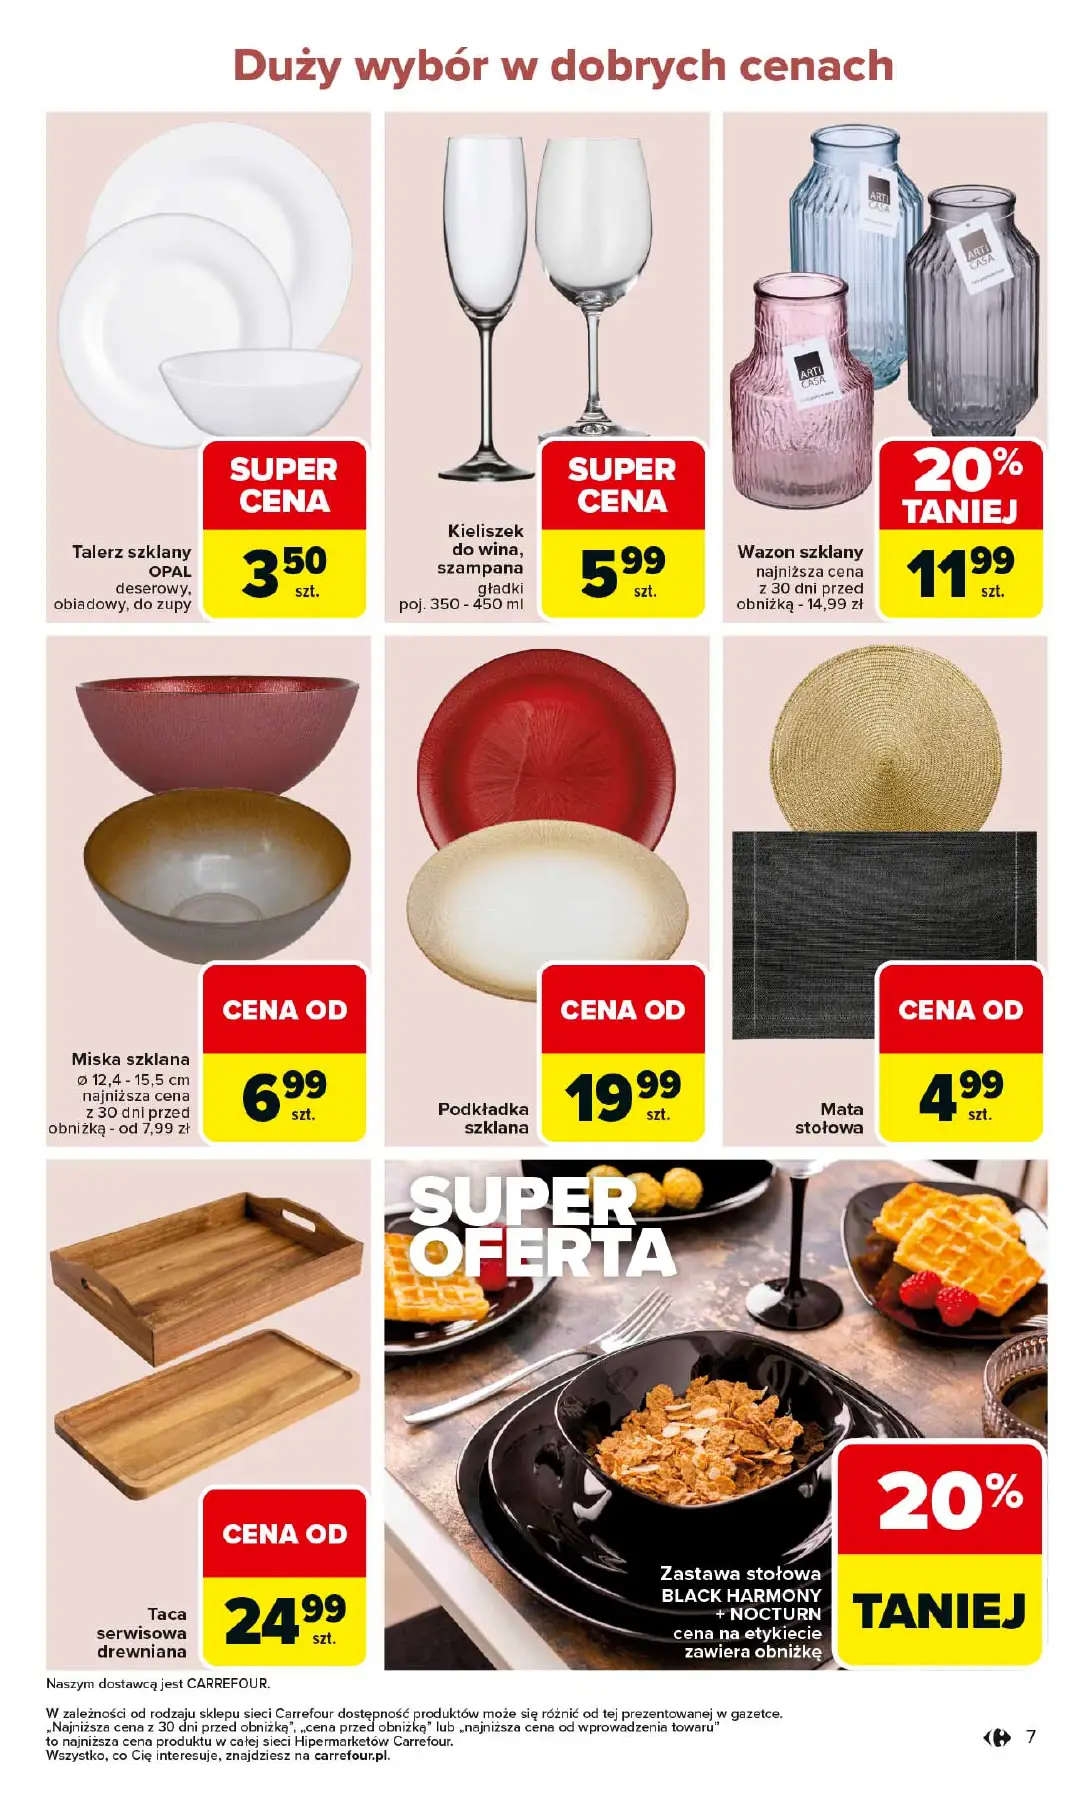 Duży wybór w dobrych cenach
SUPER
CENA
3 50
szt.
Talerz szklany
OPAL
deserowy,
obiadowy, do zupy
SUPER
CENA
5 99
szt.
Kieliszek
do wina,
szampana
gładki
poj. 350 - 450 ml
ARTI
CASA
ARTI
CASA
ARTI
CASA
20%
TANIEJ
11 99
szt.
Wazon szklany
najniższa cena
z 30 dni przed
obniżką - 14,99 zł
CENA OD
6 99
szt.
Miska szklana
ø 12,4 - 15,5 cm
najniższa cena
z 30 dni przed
obniżką - od 7,99 zł
CENA OD
19 99
szt.
Podkładka
szklana
CENA OD
4 99
szt.
Mata
stołowa
CENA OD
24 99
szt.
Taca
serwisowa
drewniana
SUPER
OFERTA
Zastawa stołowa
BLACK HARMONY
+ NOCTURN
cena na etykiecie
zawiera obniżkę
20%
TANIEJ
Naszym dostawcą jest CARREFOUR.
W zależności od rodzaju sklepu sieci Carrefour dostępność produktów może się różnić od tej prezentowanej w gazetce.
„Najniższa cena z 30 dni przed obniżką", „cena przed obniżką" lub „najniższa cena od wprowadzenia towaru"
to najniższa cena produktu w całej sieci Hipermarketów Carrefour.
Wszystko, co Cię interesuje, znajdziesz na carrefour.pl.
7